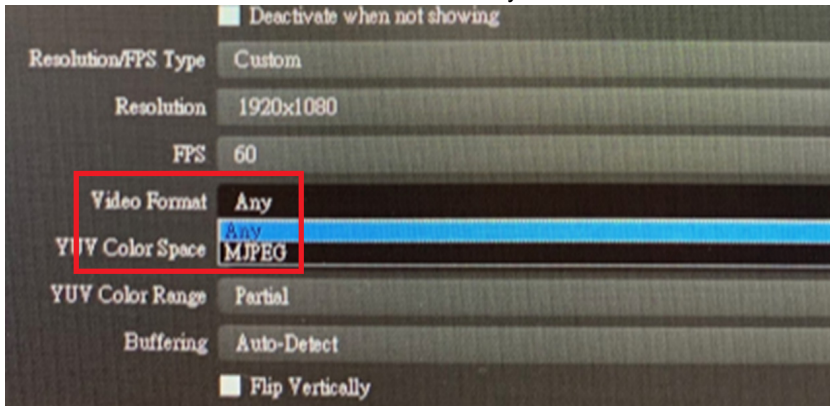 Deactivate when not showing
Resolution/FPS Type Custom
Resolution 1920x1080
FPS 60
Video Format Any
Any
YUV Color Space MJPEG
YUV Color Range Partial
Buffering Auto-Detect
Flip Vertically